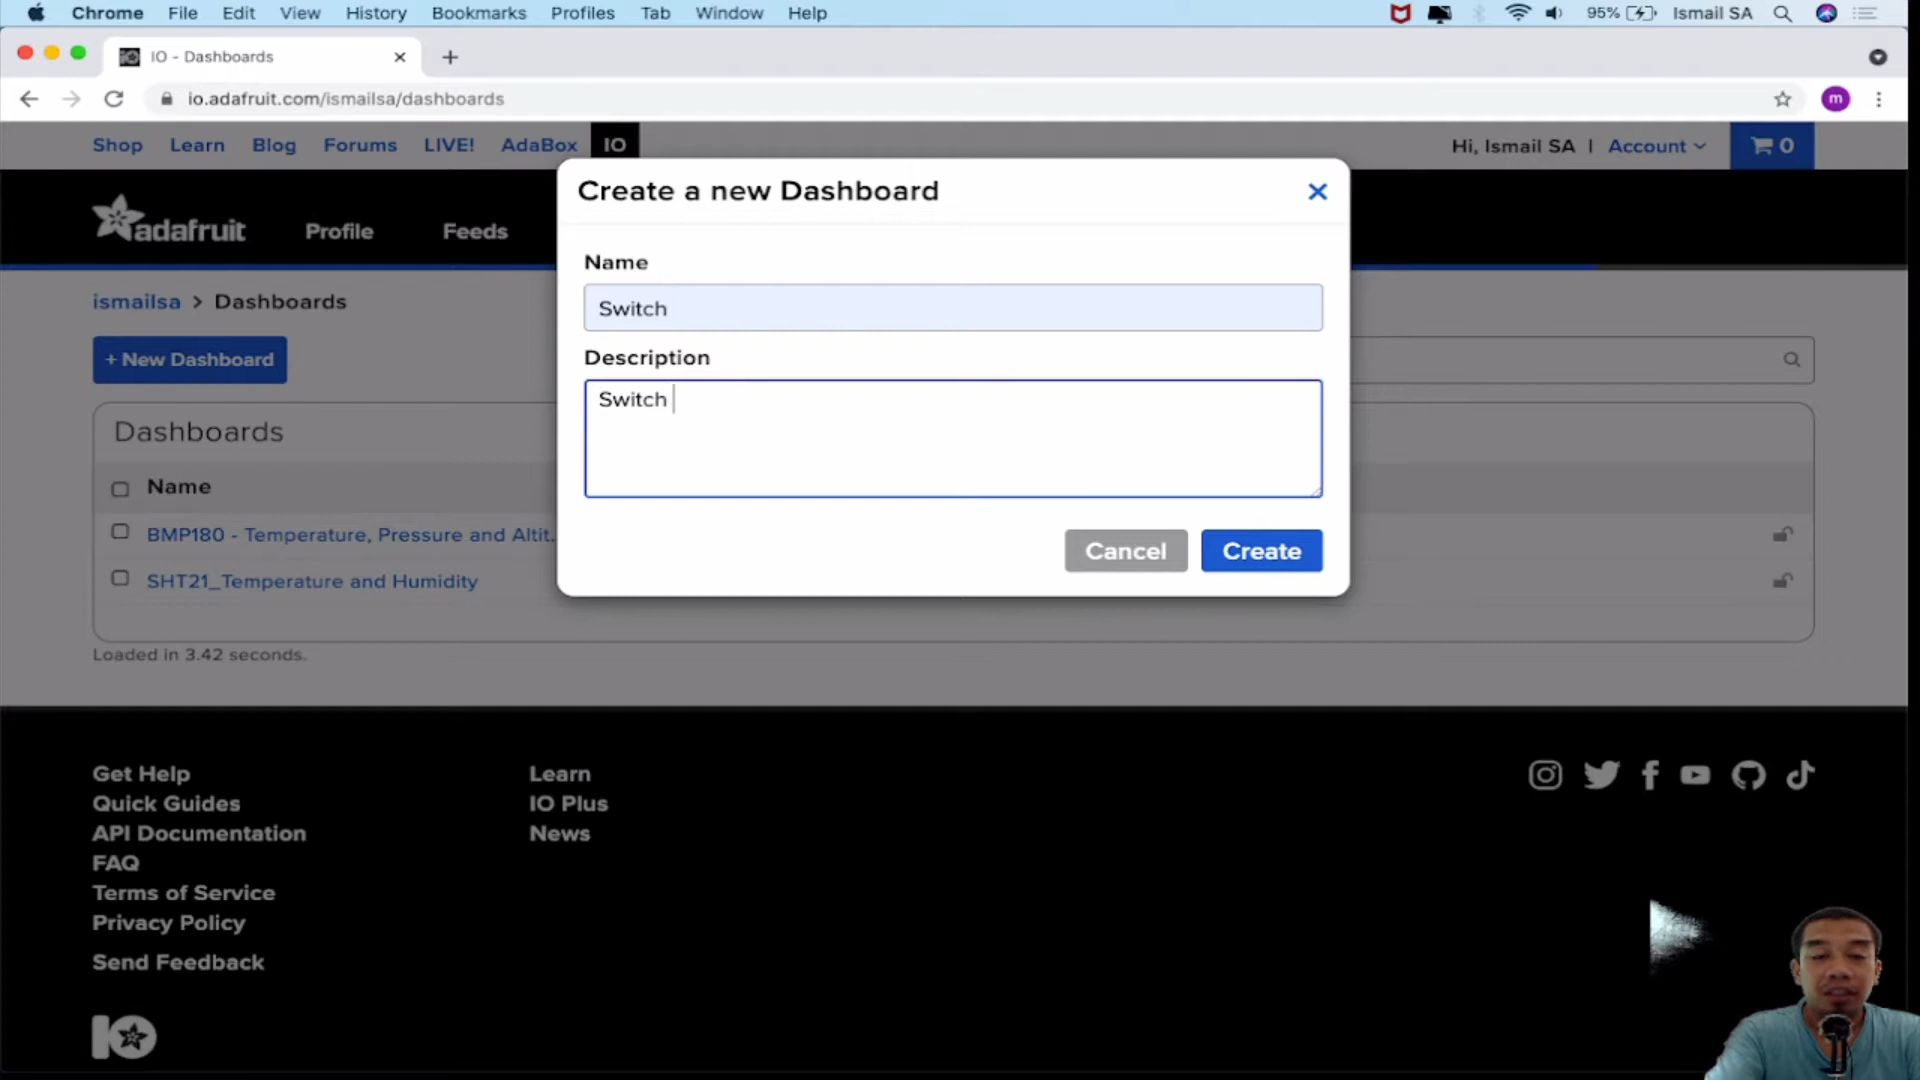 Chrome File Edit View History Bookmarks Profiles Tab Window Help 95% Ismail SA
IO - Dashboards
io.adafruit.com/ismailsa/dashboards m
Shop Learn Blog Forums LIVE! AdaBox IO Hi, Ismail SA | Account 0
Create a new Dashboard
adafruit Profile Feeds
Name
Switch
ismailsa > Dashboards
+ New Dashboard
Description
Switch
Dashboards
Name
BMP180 - Temperature, Pressure and Altit...
Cancel Create
SHT21_Temperature and Humidity
Loaded in 3.42 seconds.
Get Help
Quick Guides
API Documentation
FAQ
Terms of Service
Privacy Policy
Send Feedback
Learn
IO Plus
News
IO